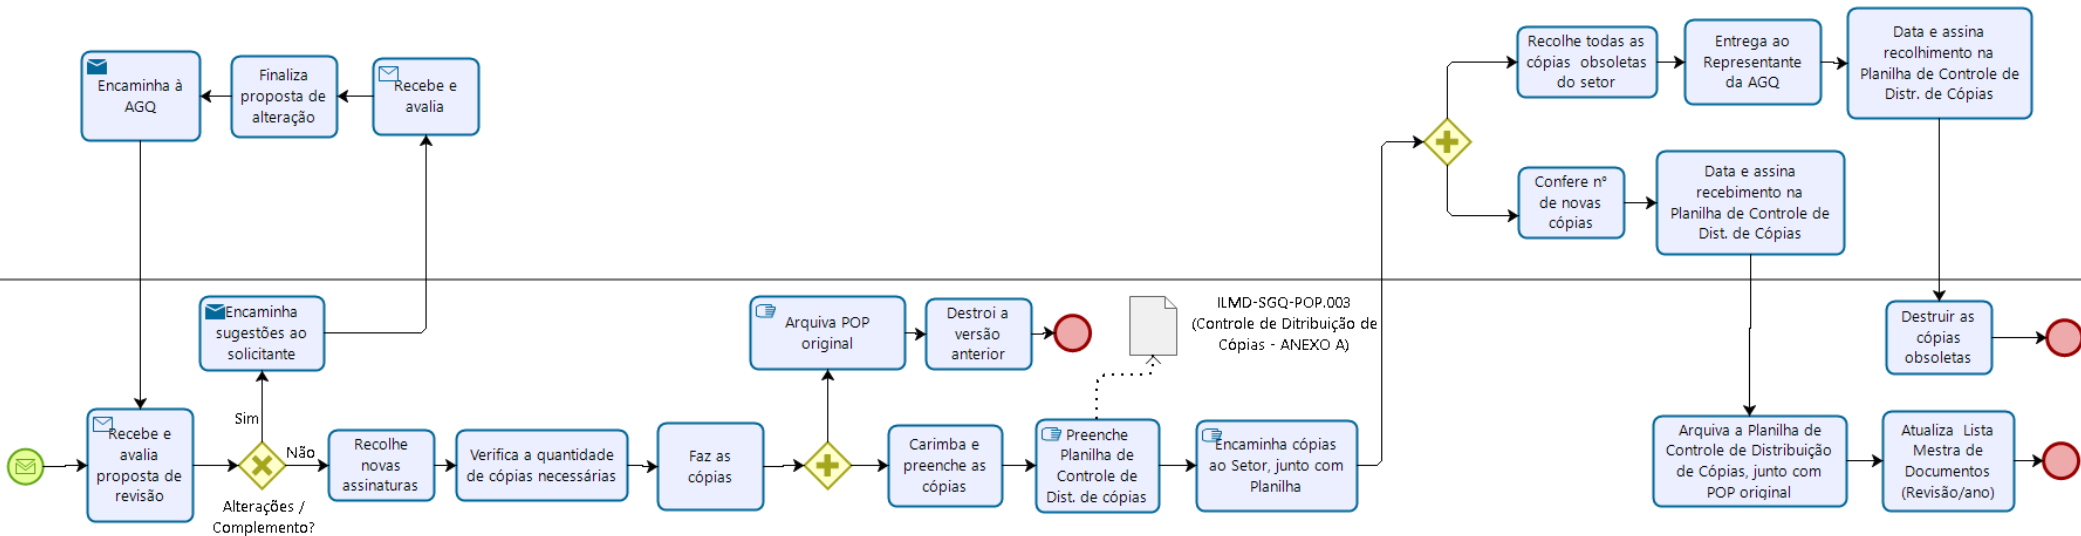 Encaminha à
AGQ
Finaliza
proposta de
alteração
Recebe e
avalia
Recolhe todas as
cópias obsoletas
do setor
Entrega ao
Representante
da AGQ
Data e assina
recolhimento na
Planilha de Controle de
Distr. de Cópias
Confere n°
de novas
cópias
Data e assina
recebimento na
Planilha de Controle de
Dist. de Cópias
Encaminha
sugestões ao
solicitante
Arquiva POP
original
Destroi a
versão
anterior
ILMD-SGQ-POP.003
(Controle de Ditribuição de
Cópias - ANEXO A)
Destruir as
cópias
obsoletas
Recebe e
avalia
proposta de
revisão
Sim
Não
Alterações /
Complemento?
Recolhe
novas
assinaturas
Verifica a quantidade
de cópias necessárias
Faz as
cópias
Carimba e
preenche as
cópias
Preenche
Planilha de
Controle de
Dist. de cópias
Encaminha cópias
ao Setor, junto com
Planilha
Arquiva a Planilha de
Controle de Distribuição
de Cópias, junto com
POP original
Atualiza Lista
Mestra de
Documentos
(Revisão/ano)